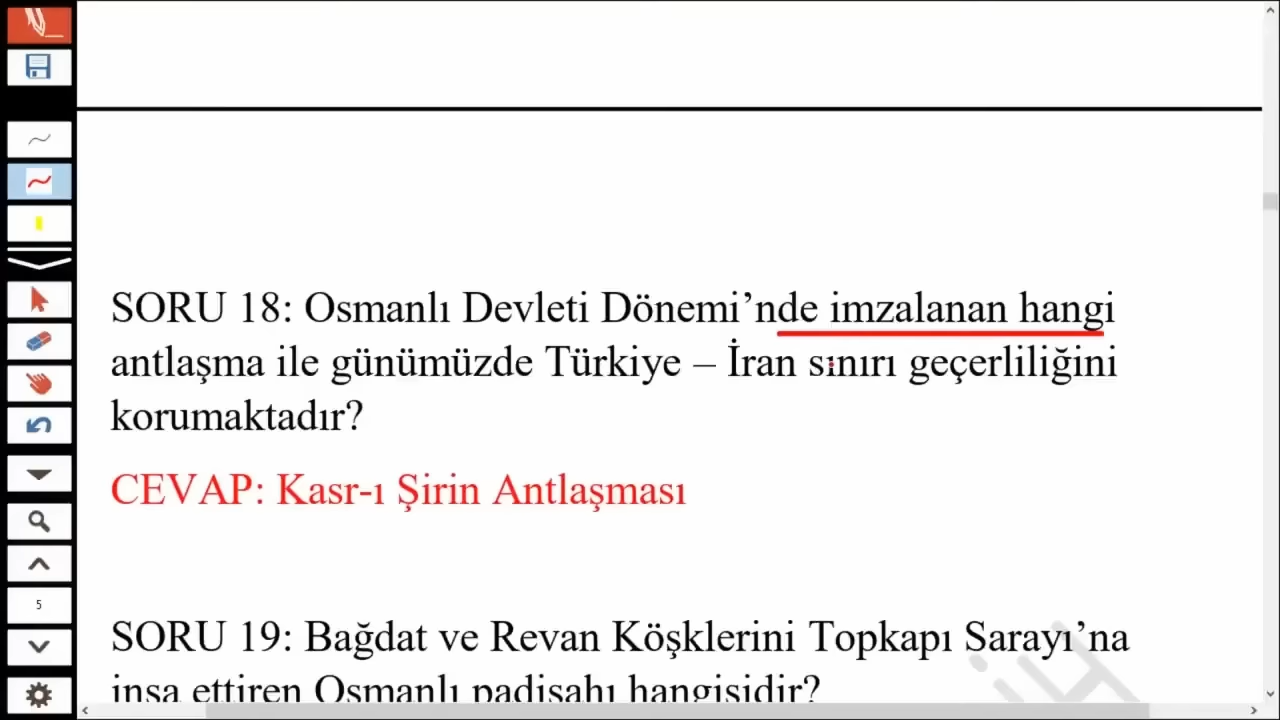 SORU 18: Osmanlı Devleti Dönemi’nde imzalanan hangi
antlaşma ile günümüzde Türkiye – İran sınırı geçerliliğini
korumaktadır?
CEVAP: Kasr-ı Şirin Antlaşması
5
SORU 19: Bağdat ve Revan Köşklerini Topkapı Sarayı’na
inşa ettiren Osmanlı padişahı hangisidir?